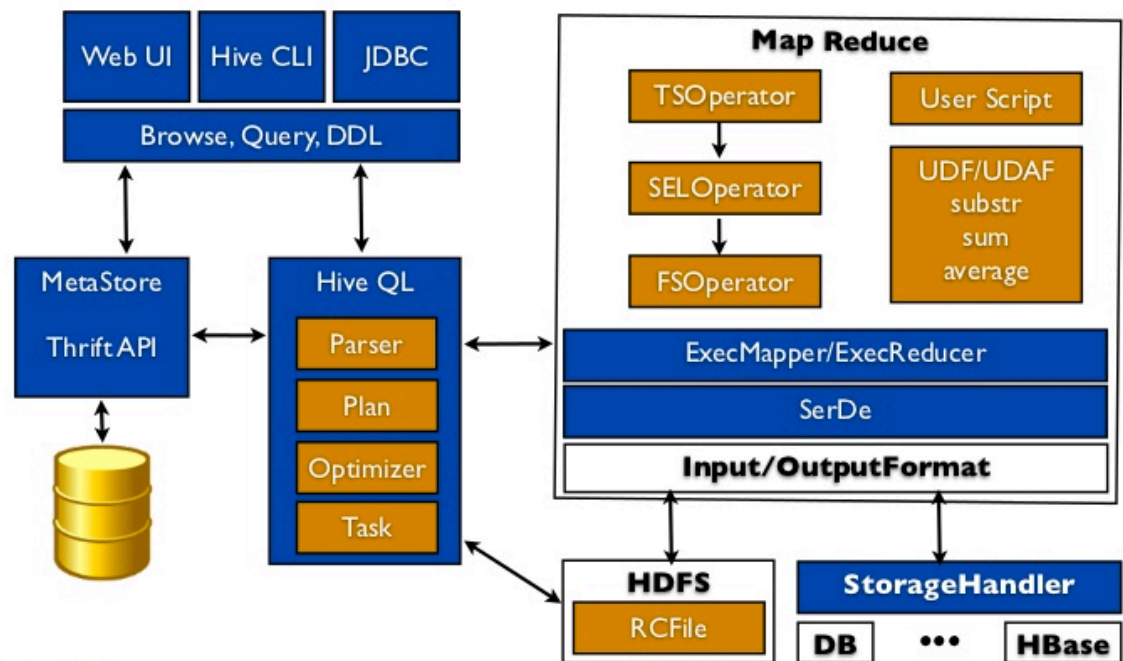 Web UI
Hive CLI
JDBC
Browse, Query, DDL
MetaStore
Thrift API
Hive QL
Parser
Plan
Optimizer
Task
Map Reduce
TSOperator
User Script
SELOperator
UDF/UDAF
substr
sum
average
FSOperator
ExecMapper/ExecReducer
SerDe
Input/OutputFormat
HDFS
RCFile
StorageHandler
DB
•••
HBase